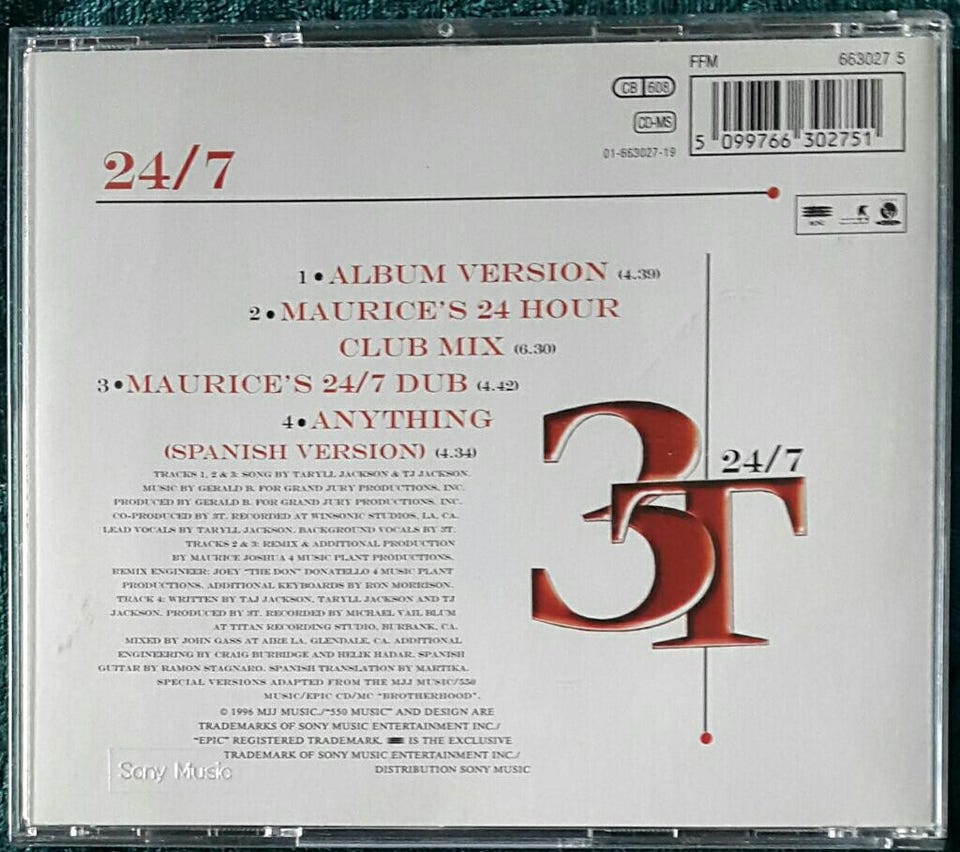 FFM 663027 5
CB 608
CD-MS
01-663027-19
5 099766 302751
24/7
1•ALBUM VERSION (4.39)
2•MAURICE'S 24 HOUR
CLUB MIX (6.30)
3•MAURICE'S 24/7 DUB (4.42)
4•ANYTHING
(SPANISH VERSION) (4.34)
TRACKS 1, 2 & 3: SONG BY TARYLL JACKSON & TJ JACKSON.
MUSIC BY GERALD B. FOR GRAND JURY PRODUCTIONS, INC.
PRODUCED BY GERALD B. FOR GRAND JURY PRODUCTIONS, INC.
CO-PRODUCED BY 3T. RECORDED AT WINSONIC STUDIOS, LA, CA.
LEAD VOCALS BY TARYLL JACKSON. BACKGROUND VOCALS BY 3T.
TRACKS 2 & 3: REMIX & ADDITIONAL PRODUCTION
BY MAURICE JOSHUA 4 MUSIC PLANT PRODUCTIONS.
REMIX ENGINEER: JOEY "THE DON" DONATELLO 4 MUSIC PLANT
PRODUCTIONS. ADDITIONAL KEYBOARDS BY RON MORRISON.
TRACK 4: WRITTEN BY TAJ JACKSON, TARYLL JACKSON AND TJ
JACKSON. PRODUCED BY 3T. RECORDED BY MICHAEL VAIL BLUM
AT TITAN RECORDING STUDIO, BURBANK, CA.
MIXED BY JOHN GASS AT AIRE LA, GLENDALE, CA. ADDITIONAL
ENGINEERING BY CRAIG BURBIDGE AND HELIK HADAR. SPANISH
GUITAR BY RAMON STAGNARO. SPANISH TRANSLATION BY MARTIKA.
SPECIAL VERSIONS ADAPTED FROM THE MJJ MUSIC/550
MUSIC/EPIC CD/MC "BROTHERHOOD".
© 1996 MJJ MUSIC./"550 MUSIC" AND DESIGN ARE
TRADEMARKS OF SONY MUSIC ENTERTAINMENT INC./
"EPIC" REGISTERED TRADEMARK. IS THE EXCLUSIVE
TRADEMARK OF SONY MUSIC ENTERTAINMENT INC./
DISTRIBUTION SONY MUSIC
Sony Music
24/7
3T